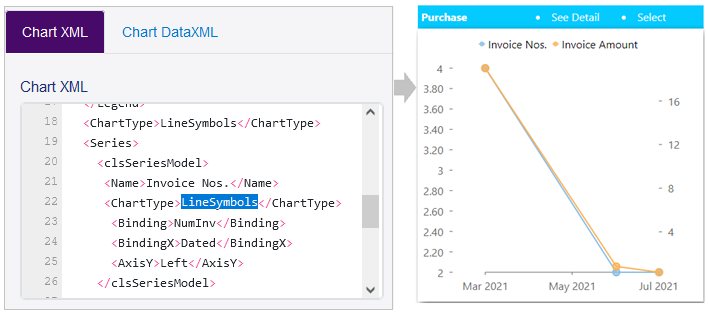 Chart XML
Chart DataXML
Chart XML
17 </Legend>
18 <ChartType>LineSymbols</ChartType>
19 <Series>
20 <clsSeriesModel>
21 <Name>Invoice Nos.</Name>
22 <ChartType>LineSymbols</ChartType>
23 <Binding>NumInv</Binding>
24 <BindingX>Dated</BindingX>
25 <AxisY>Left</AxisY>
26 </clsSeriesModel>
Purchase • See Detail • Select
Invoice Nos. Invoice Amount
4
3.80
3.60
3.40
3.20
3
2.80
2.60
2.40
2.20
2
16
12
8
4
Mar 2021 May 2021 Jul 2021